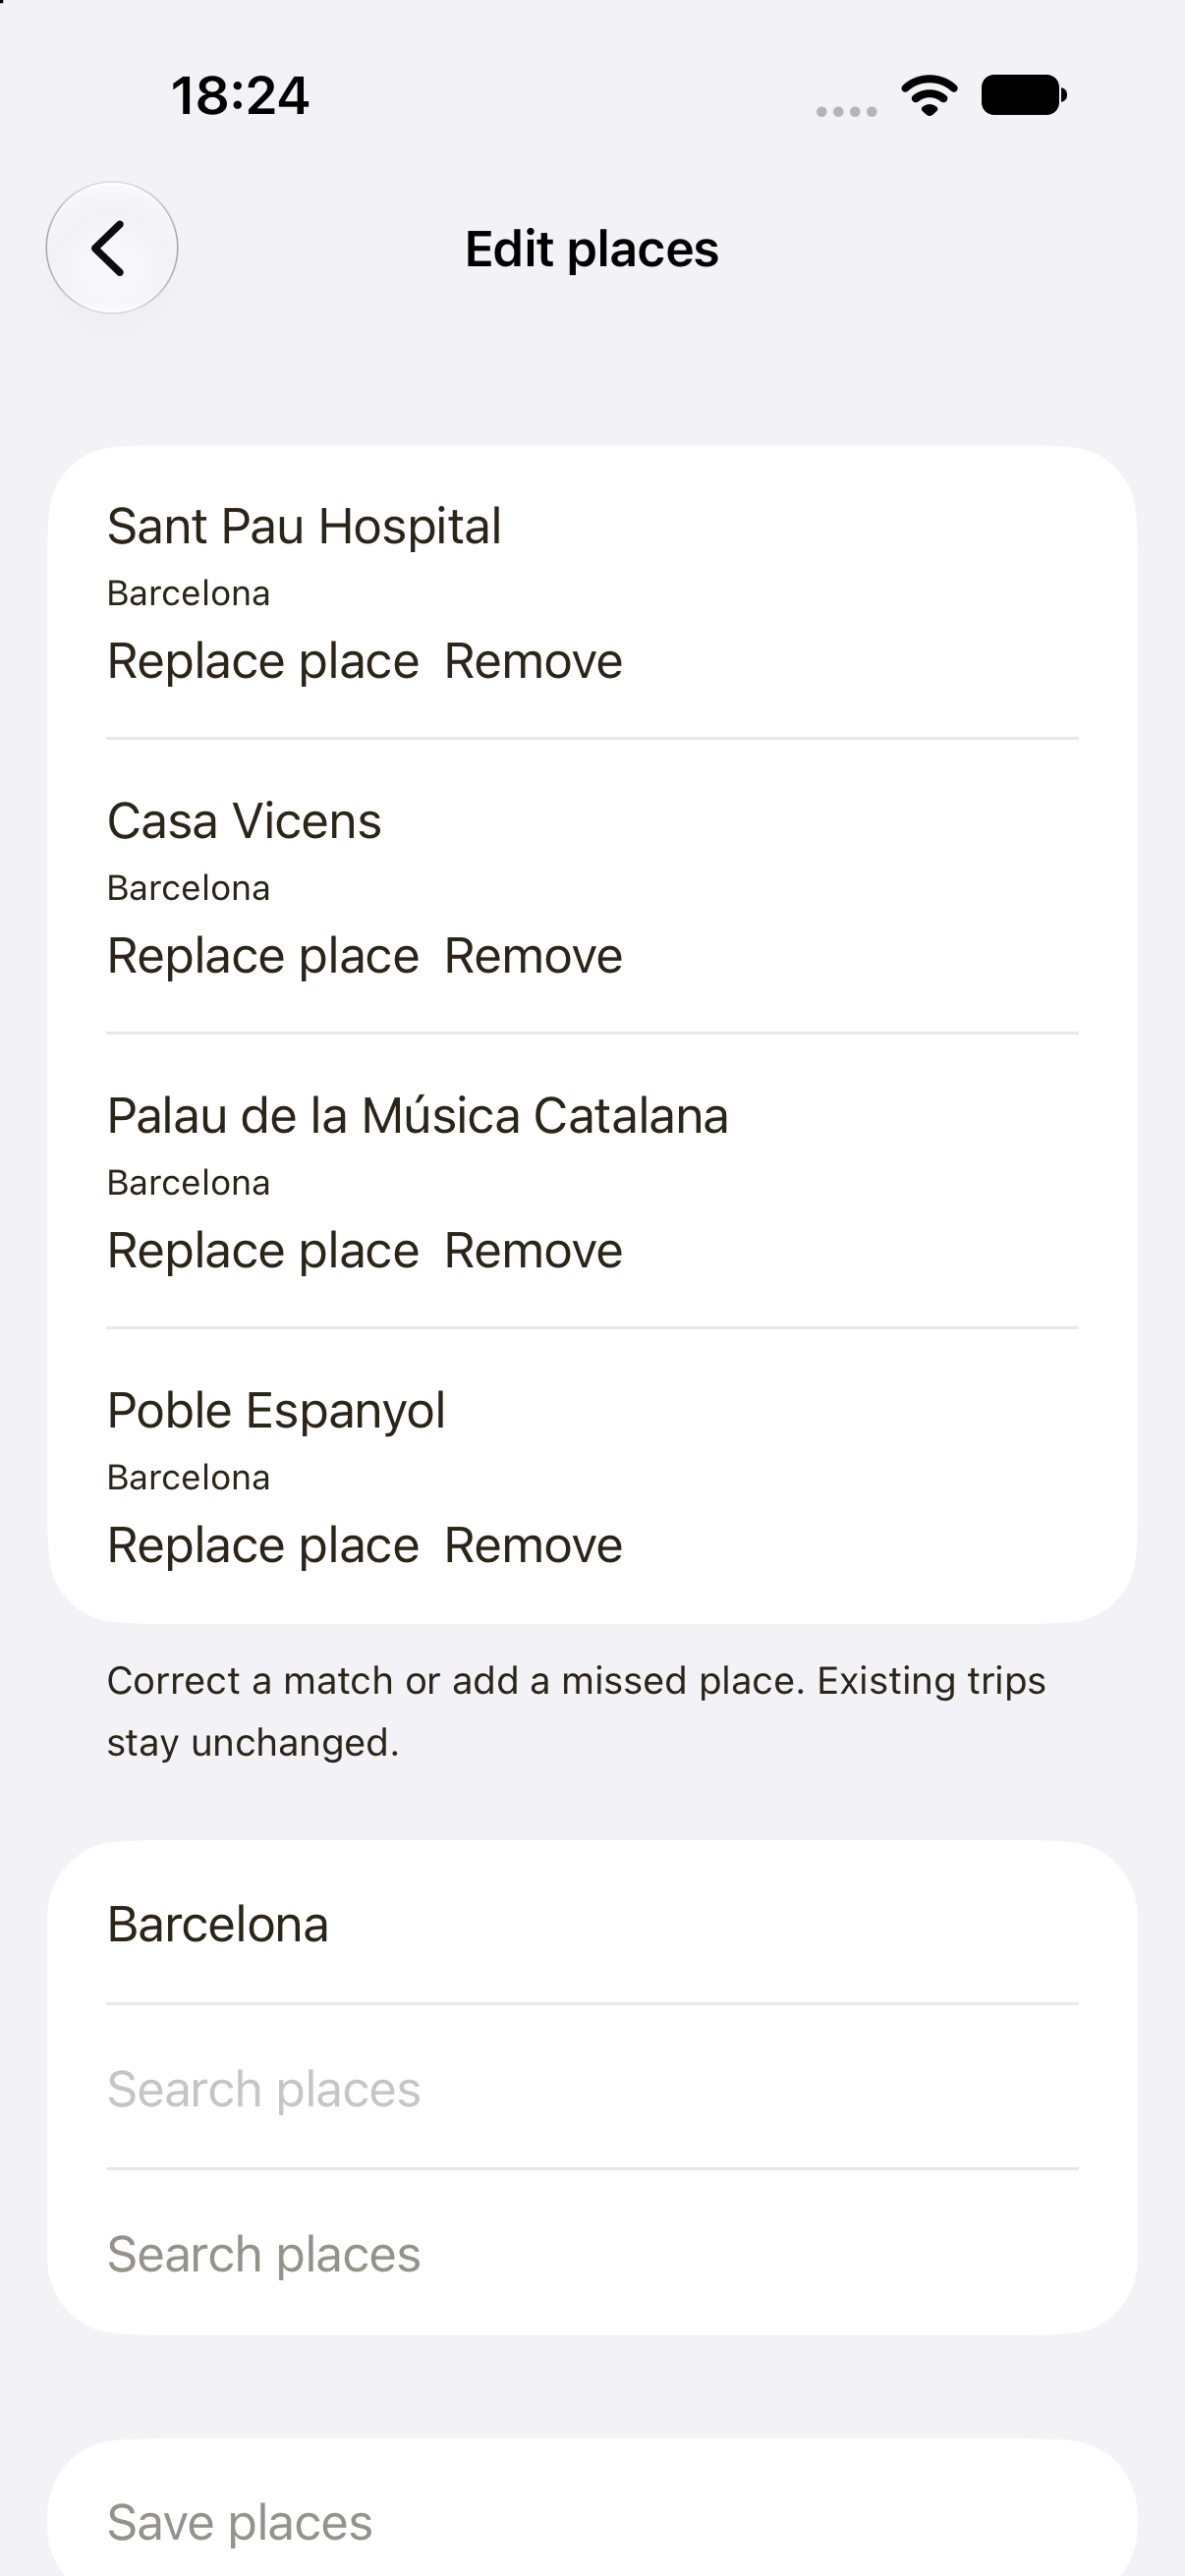 18:24
Edit places
Sant Pau Hospital
Barcelona
Replace place Remove
Casa Vicens
Barcelona
Replace place Remove
Palau de la Música Catalana
Barcelona
Replace place Remove
Poble Espanyol
Barcelona
Replace place Remove
Correct a match or add a missed place. Existing trips
stay unchanged.
Barcelona
Search places
Search places
Save places